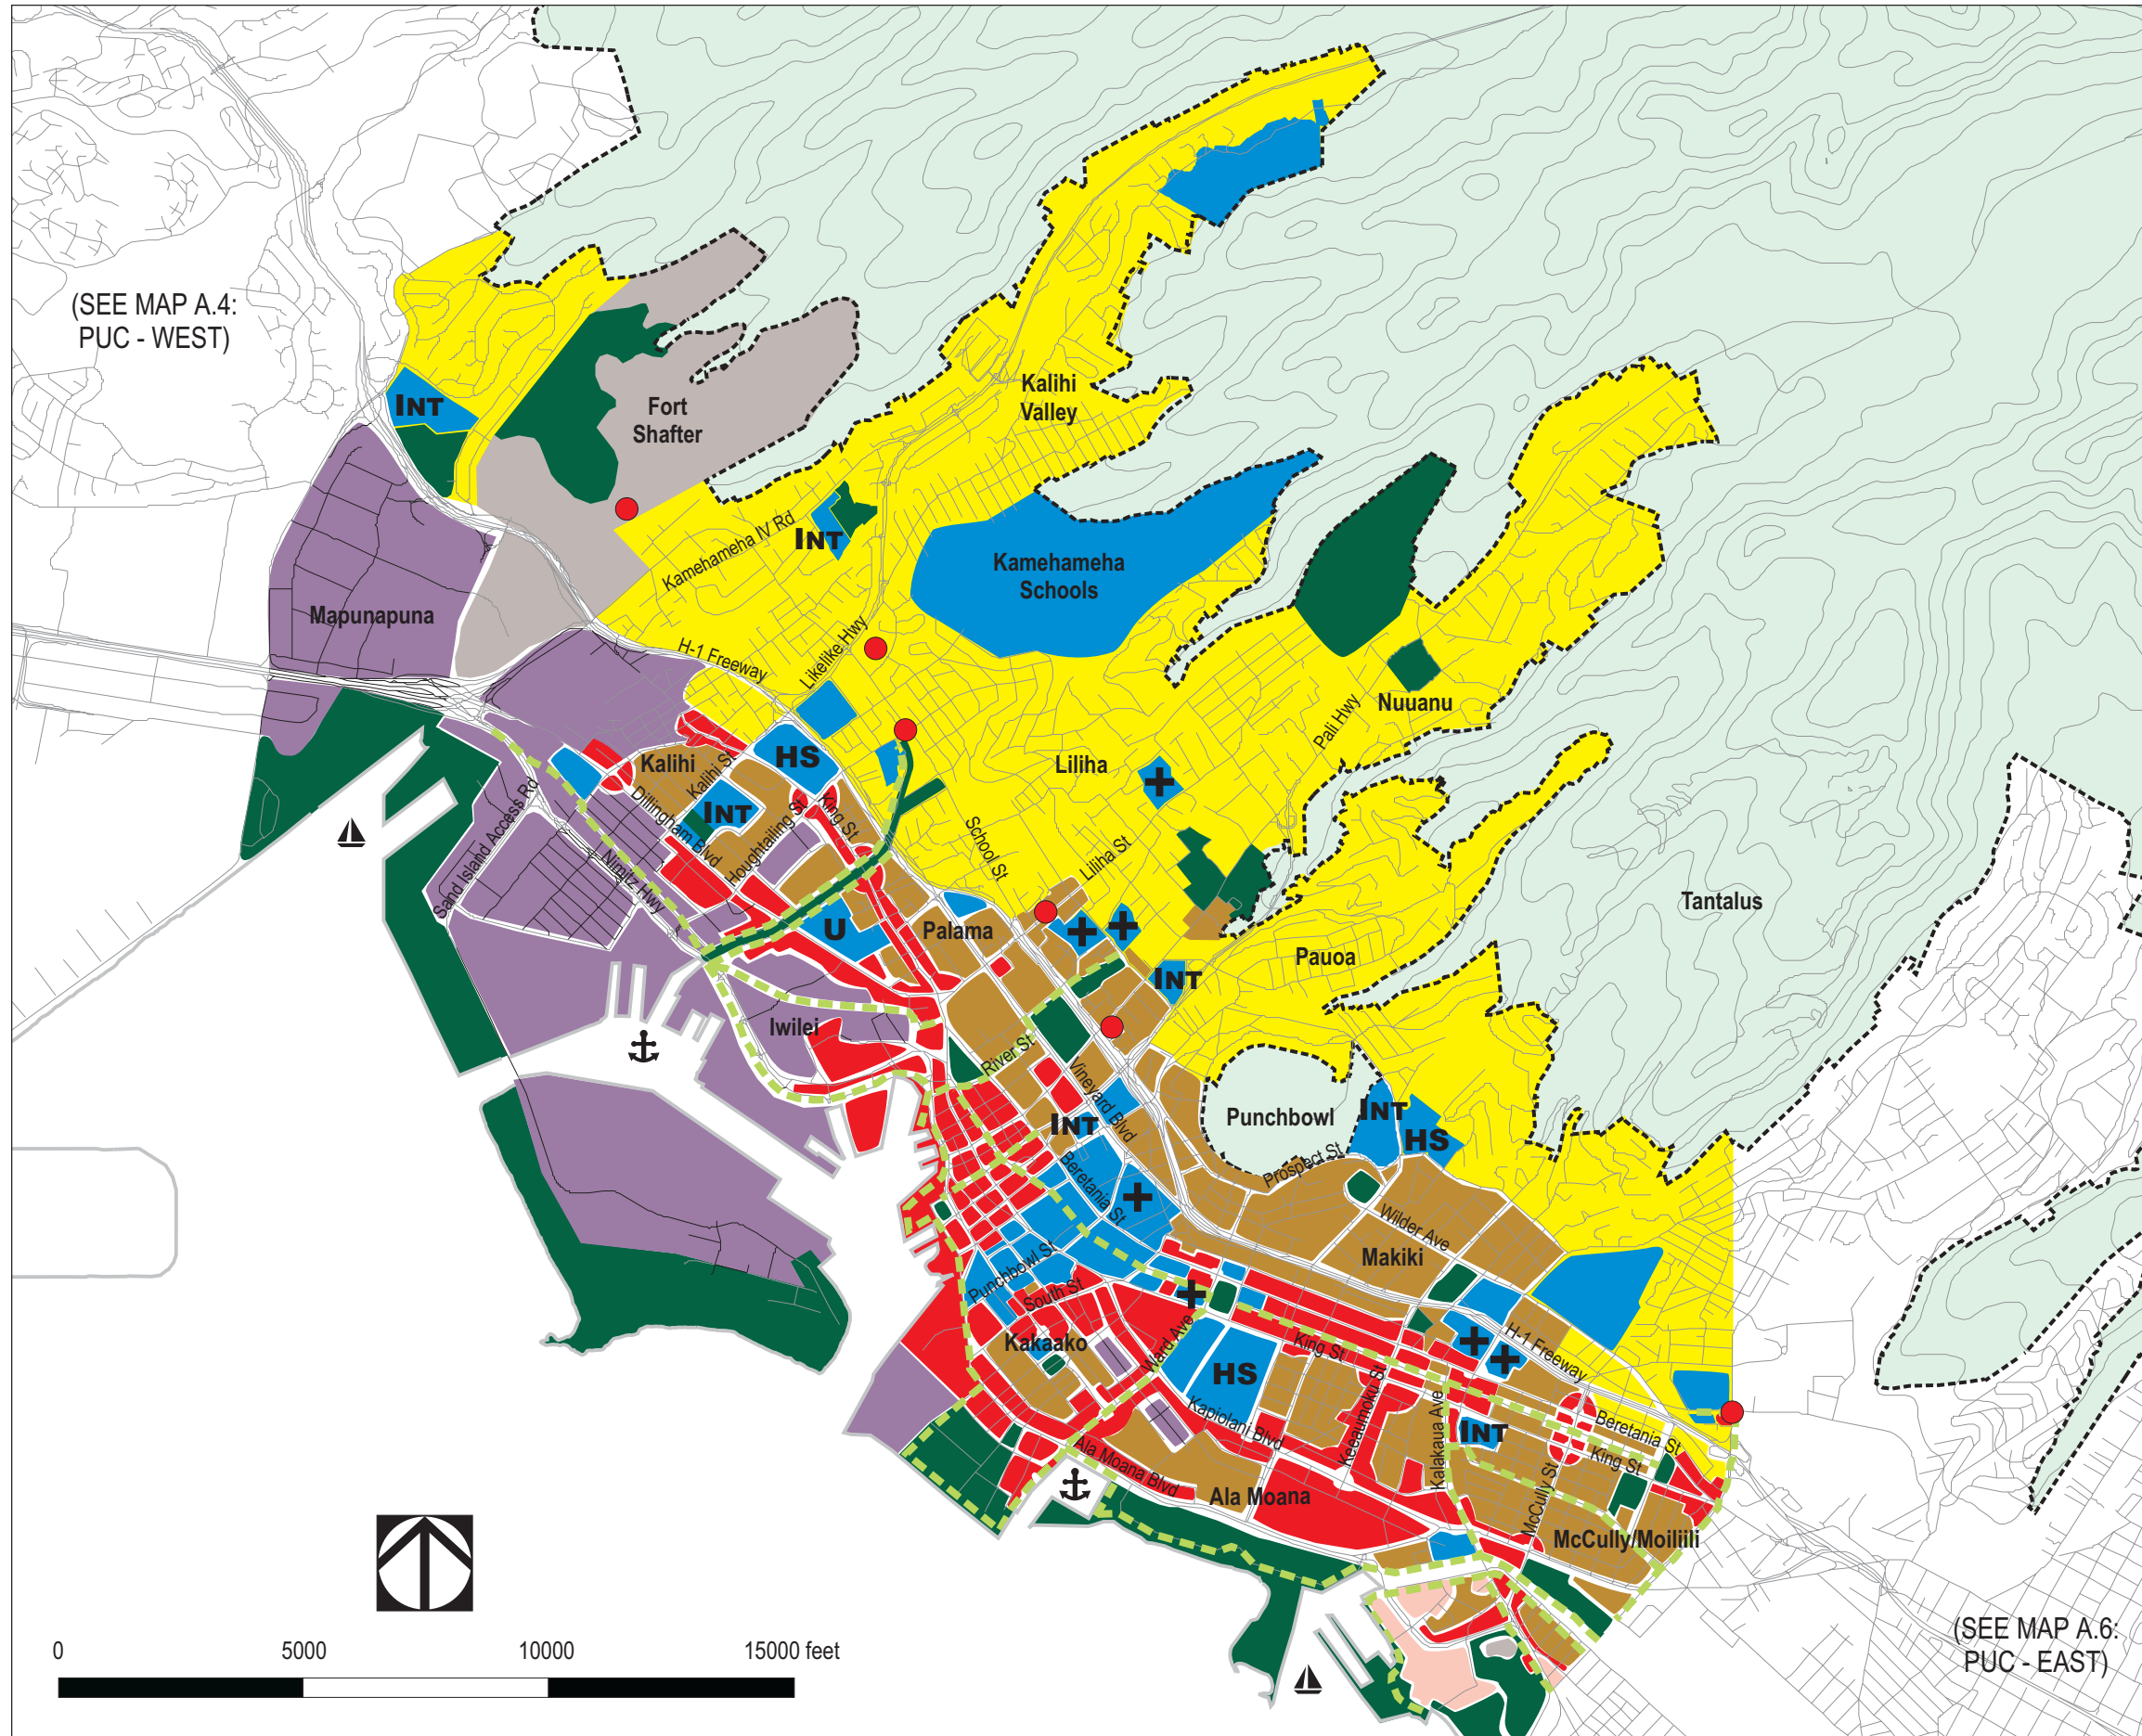 (SEE MAP A.4:
PUC - WEST)
INT
Fort
Shafter
Kalihi
Valley
Kamehameha IV Rd
INT
Kamehameha
Schools
Mapunapuna
H-1 Freeway
Likelike Hwy
Nuuanu
Pali Hwy
Kalihi
Kalihi St
HS
Liliha
INT
Dillingham Blvd
Houghtailing St
King St
Sand Island Access Rd
Nimitz Hwy
School St
Liliha St
Tantalus
U
Palama
Pauoa
INT
Iwilei
River St
Vineyard Blvd
Punchbowl
INT
HS
INT
Prospect St
Beretania St
Wilder Ave
Makiki
Punchbowl St
South St
Kakaako
Ward Ave
King St
H-1 Freeway
HS
Keeaumoku St
Kapiolani Blvd
Kalakaua Ave
INT
Beretania St
King St
Ala Moana Blvd
Ala Moana
McCully St
McCully/Moiliili
(SEE MAP A.6:
PUC - EAST)
0 5000 10000 15000 feet